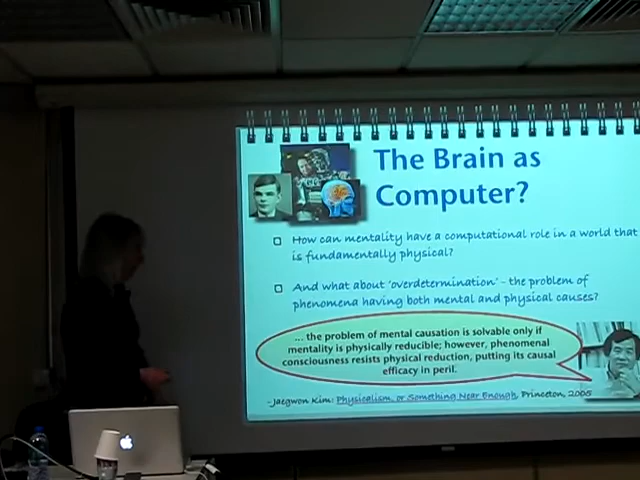 The Brain as
Computer?
How can mentality have a computational role in a world that
is fundamentally physical?
And what about 'overdetermination' - the problem of
phenomena having both mental and physical causes?
... the problem of mental causation is solvable only if
mentality is physically reducible; however, phenomenal
consciousness resists physical reduction, putting its causal
efficacy in peril.
-Jaegwon Kim: Physicalism, or Something Near Enough, Princeton, 2005